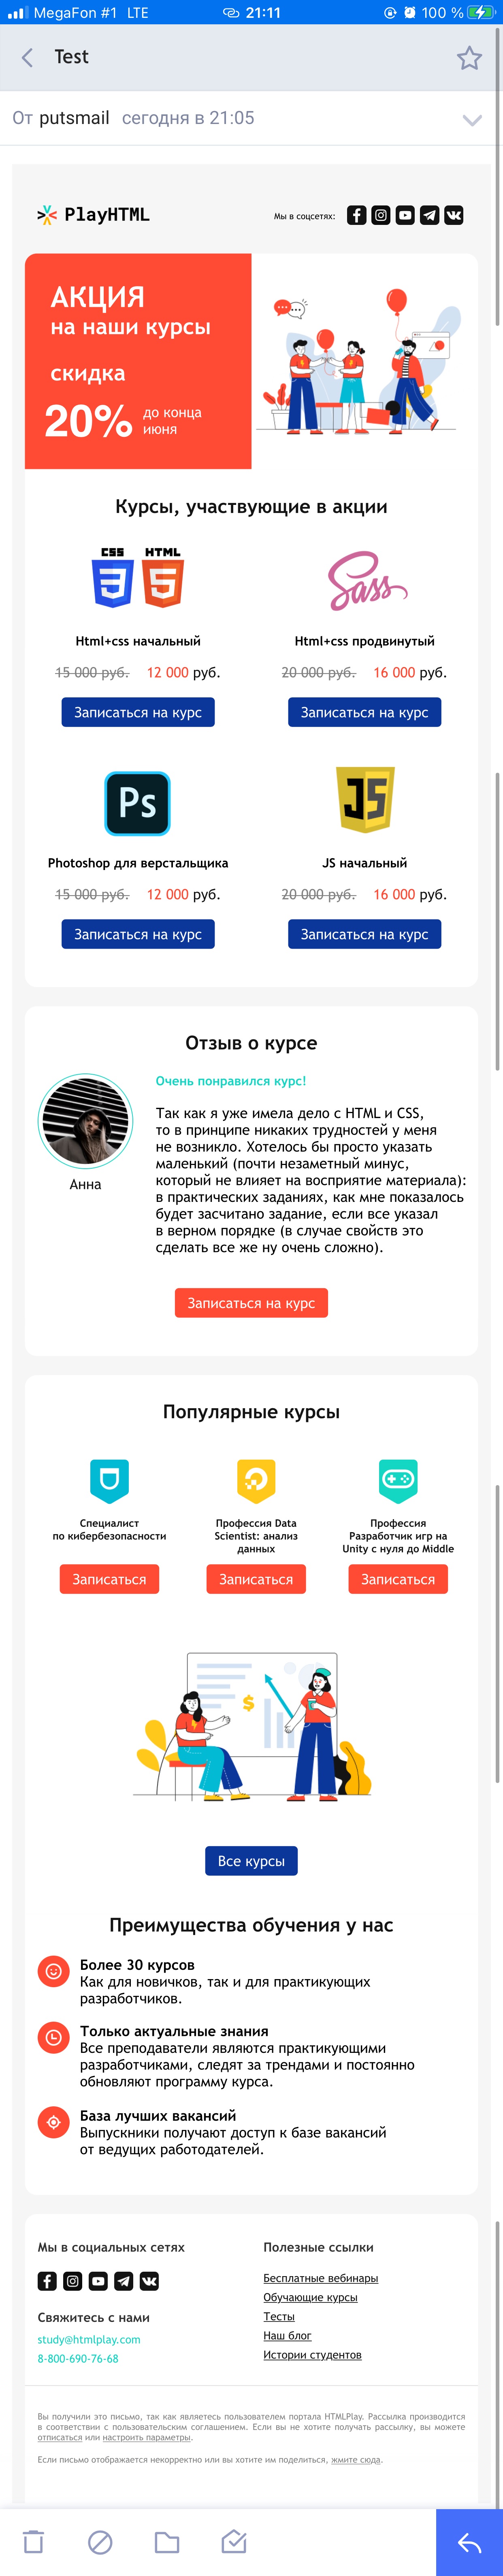 MegaFon #1 LTE 21:11 100 %
Test
От putsmail сегодня в 21:05
PlayHTML Мы в соцсетях:
АКЦИЯ
на наши курсы
скидка
20% до конца
июня
Курсы, участвующие в акции
CSS HTML
3 5 Sass
Html+css начальный Html+css продвинутый
15 000 руб. 12 000 руб. 20 000 руб. 16 000 руб.
Записаться на курс Записаться на курс
Ps JS
Photoshop для верстальщика JS начальный
15 000 руб. 12 000 руб. 20 000 руб. 16 000 руб.
Записаться на курс Записаться на курс
Отзыв о курсе
Очень понравился курс!
Так как я уже имела дело с HTML и CSS,
то в принципе никаких трудностей у меня
не возникло. Хотелось бы просто указать
маленький (почти незаметный минус,
который не влияет на восприятие материала):
в практических заданиях, как мне показалось
будет засчитано задание, если все указал
в верном порядке (в случае свойств это
сделать все же ну очень сложно).
Анна
Записаться на курс
Популярные курсы
Специалист
по кибербезопасности
Профессия Data
Scientist: анализ
данных
Профессия
Разработчик игр на
Unity с нуля до Middle
Записаться Записаться Записаться
$
Все курсы
Преимущества обучения у нас
Более 30 курсов
Как для новичков, так и для практикующих
разработчиков.
Только актуальные знания
Все преподаватели являются практикующими
разработчиками, следят за трендами и постоянно
обновляют программу курса.
База лучших вакансий
Выпускники получают доступ к базе вакансий
от ведущих работодателей.
Мы в социальных сетях
Свяжитесь с нами
study@htmlplay.com
8-800-690-76-68
Полезные ссылки
Бесплатные вебинары
Обучающие курсы
Тесты
Наш блог
Истории студентов
Вы получили это письмо, так как являетесь пользователем портала HTMLPlay. Рассылка производится
в соответствии с пользовательским соглашением. Если вы не хотите получать рассылку, вы можете
отписаться или настроить параметры.
Если письмо отображается некорректно или вы хотите им поделиться, жмите сюда.